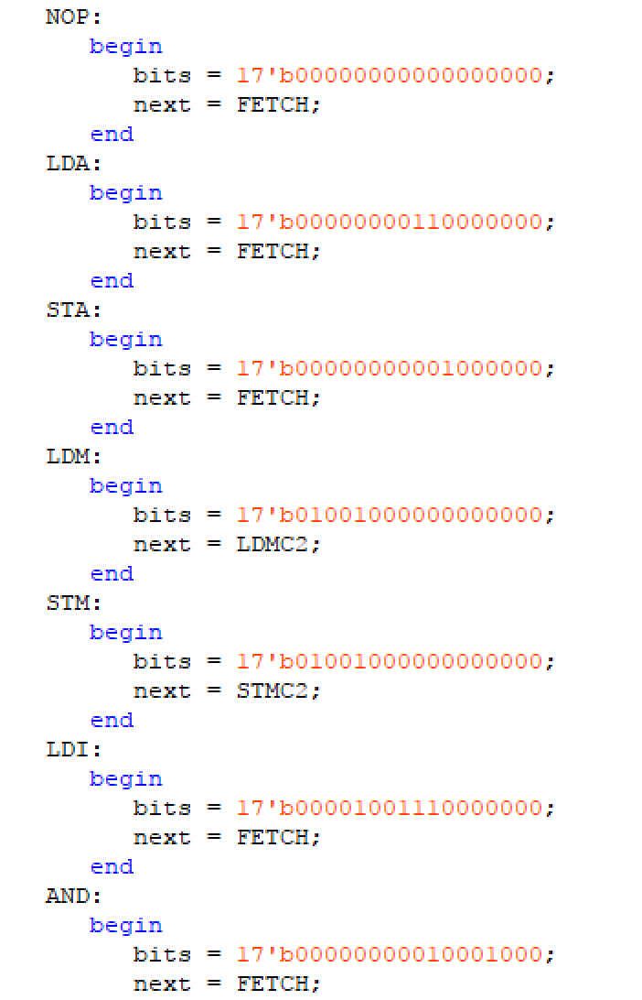 NOP:
begin
bits = 17'b00000000000000000;
next = FETCH;
end
LDA:
begin
bits = 17'b00000000110000000;
next = FETCH;
end
STA:
begin
bits = 17'b00000000001000000;
next = FETCH;
end
LDM:
begin
bits = 17'b01001000000000000;
next = LDMC2;
end
STM:
begin
bits = 17'b01001000000000000;
next = STMC2;
end
LDI:
begin
bits = 17'b00001001110000000;
next = FETCH;
end
AND:
begin
bits = 17'b00000000010001000;
next = FETCH;